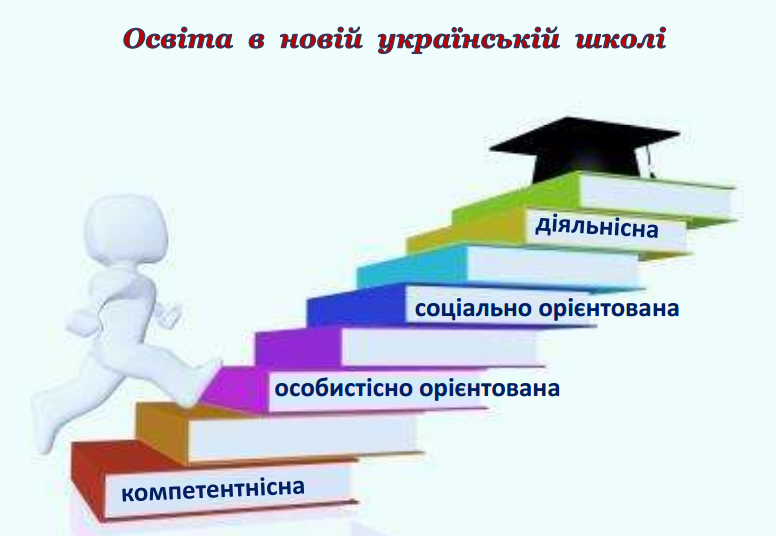 Освіта в новій українській школі
діяльнісна
соціально орієнтована
особистісно орієнтована
компетентнісна